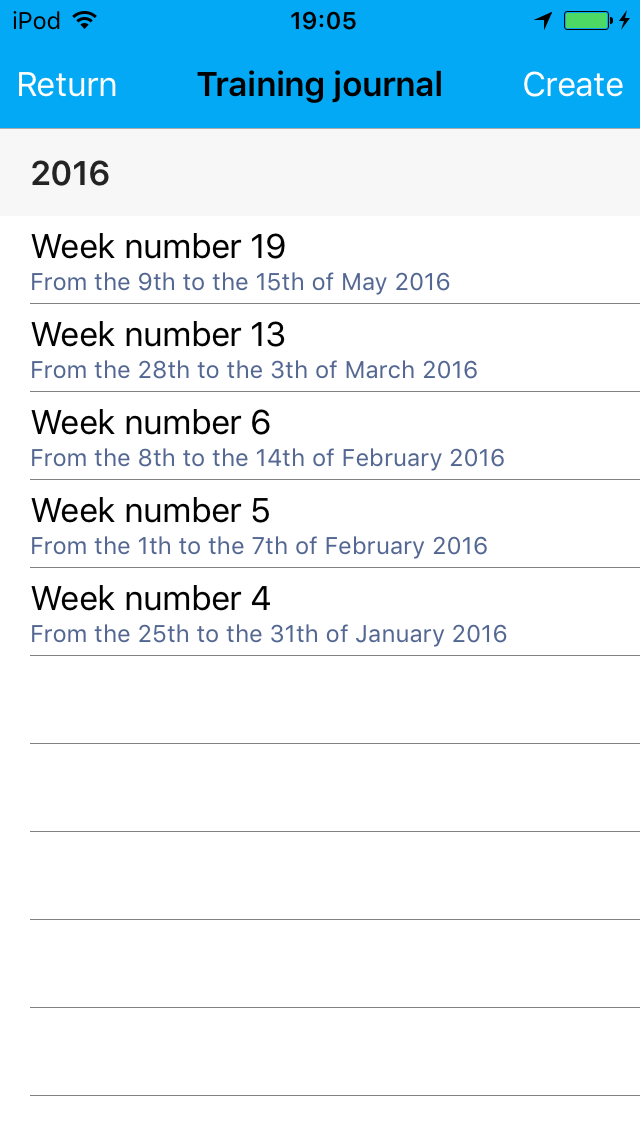 iPod 19:05
Return Training journal Create
2016
Week number 19
From the 9th to the 15th of May 2016
Week number 13
From the 28th to the 3th of March 2016
Week number 6
From the 8th to the 14th of February 2016
Week number 5
From the 1th to the 7th of February 2016
Week number 4
From the 25th to the 31th of January 2016